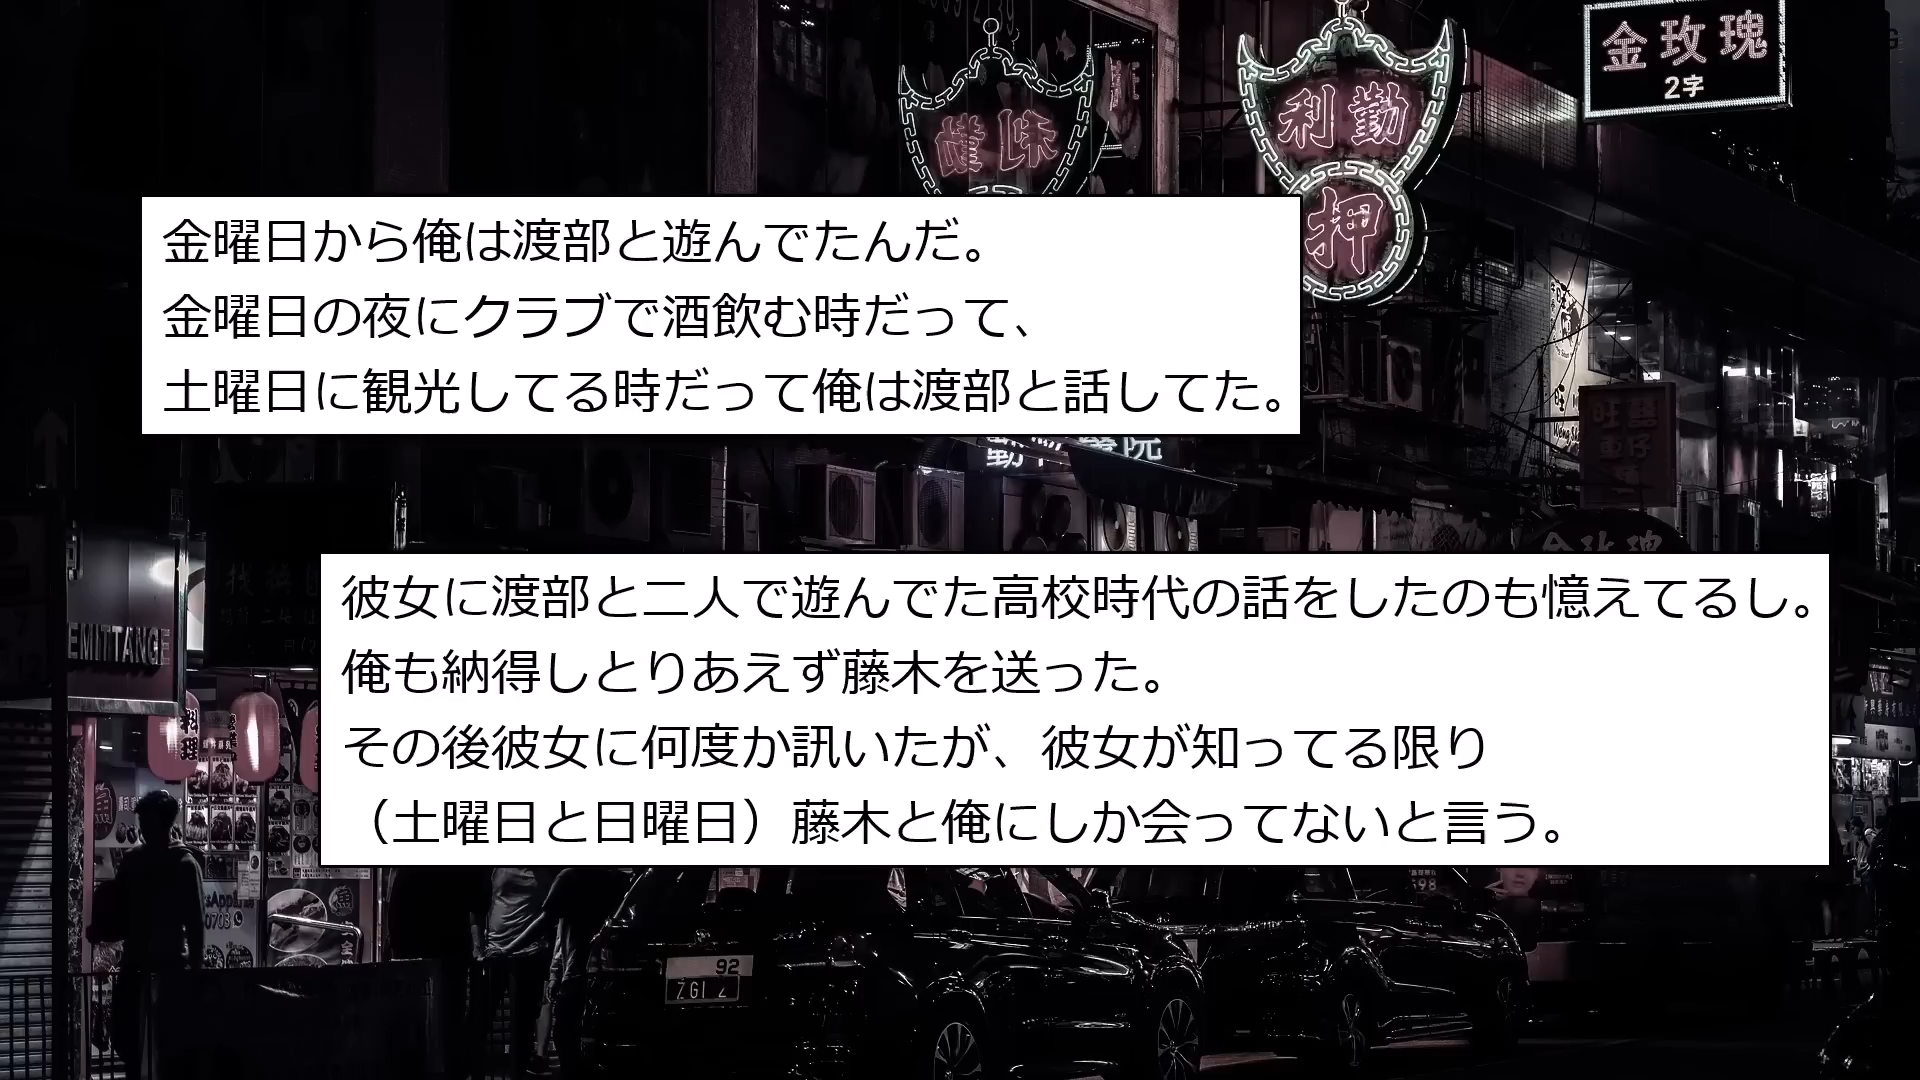 金玫瑰
2字
利勤
押
金曜日から俺は渡部と遊んでたんだ。
金曜日の夜にクラブで酒飲む時だって、
土曜日に観光してる時だって俺は渡部と話してた。
彼女に渡部と二人で遊んでた高校時代の話をしたのも憶えてるし。
俺も納得しとりあえず藤木を送った。
その後彼女に何度か訊いたが、彼女が知ってる限り
（土曜日と日曜日）藤木と俺にしか会ってないと言う。
EMITTANCE
料理
92